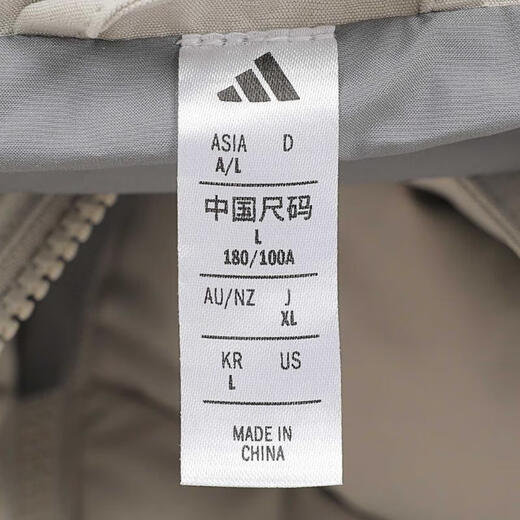 ASIA D
A/L
中国尺码
L
180/100A
AU/NZ J
XL
KR US
L
MADE IN
CHINA